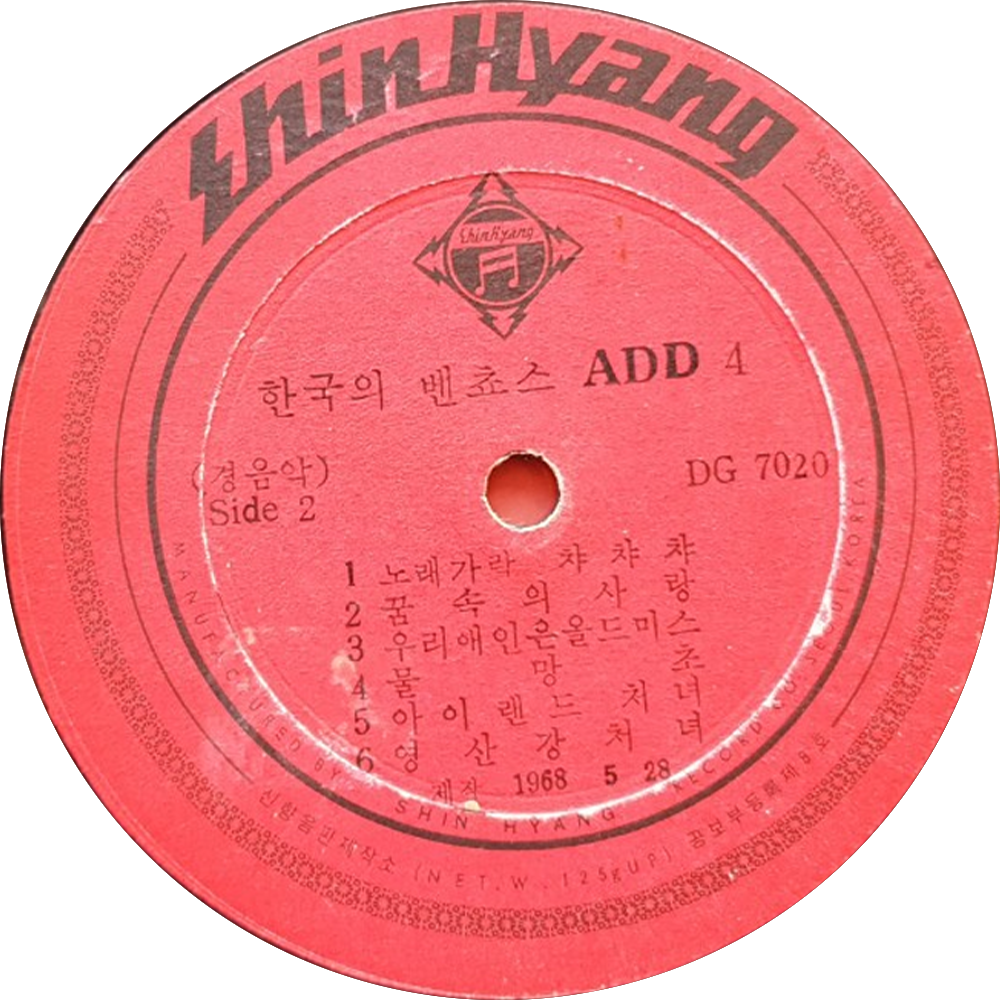 Shin Hyang
Shin Hyang
한국의 벤쵸스 ADD 4
(경음악)
Side 2
DG 7020
1 노래가락 챠 챠 챠
2 꿈 속 의 사 랑
3 우리애인은올드미스
4 물 망 초
5 아 이 랜 드 처 녀
6 영 산 강 처 녀
제작 1968 5 28
MANUFACTURED BY SHIN HYANG RECORD CO. SEOUL KOREA
신향음판제작소 (NET. W. 125g UP) 공보부등록제8호